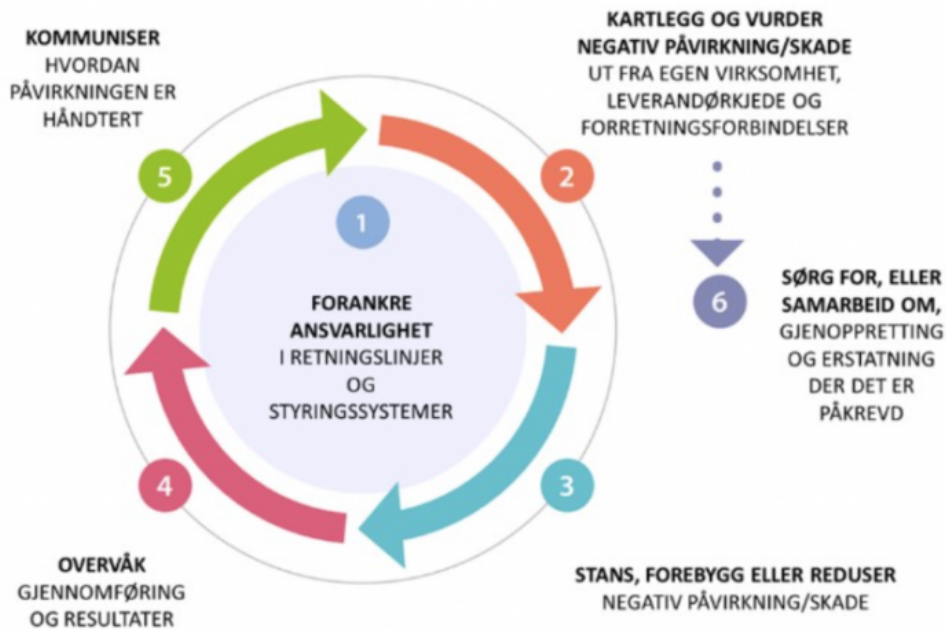 KOMMUNISER
HVORDAN
PÅVIRKNINGEN ER
HÅNDTERT
5
1
FORANKRE
ANSVARLIGHET
I RETNINGSLINJER
OG
STYRINGSSYSTEMER
KARTLEGG OG VURDER
NEGATIV PÅVIRKNING/SKADE
UT FRA EGEN VIRKSOMHET,
LEVERANDØRKJEDE OG
FORRETNINGSFORBINDELSER
2
6
SØRG FOR, ELLER
SAMARBEID OM,
GJENOPPRETTING
OG ERSTATNING
DER DET ER
PÅKREVD
4
OVERVÅK
GJENNOMFØRING
OG RESULTATER
3
STANS, FOREBYGG ELLER REDUSER
NEGATIV PÅVIRKNING/SKADE